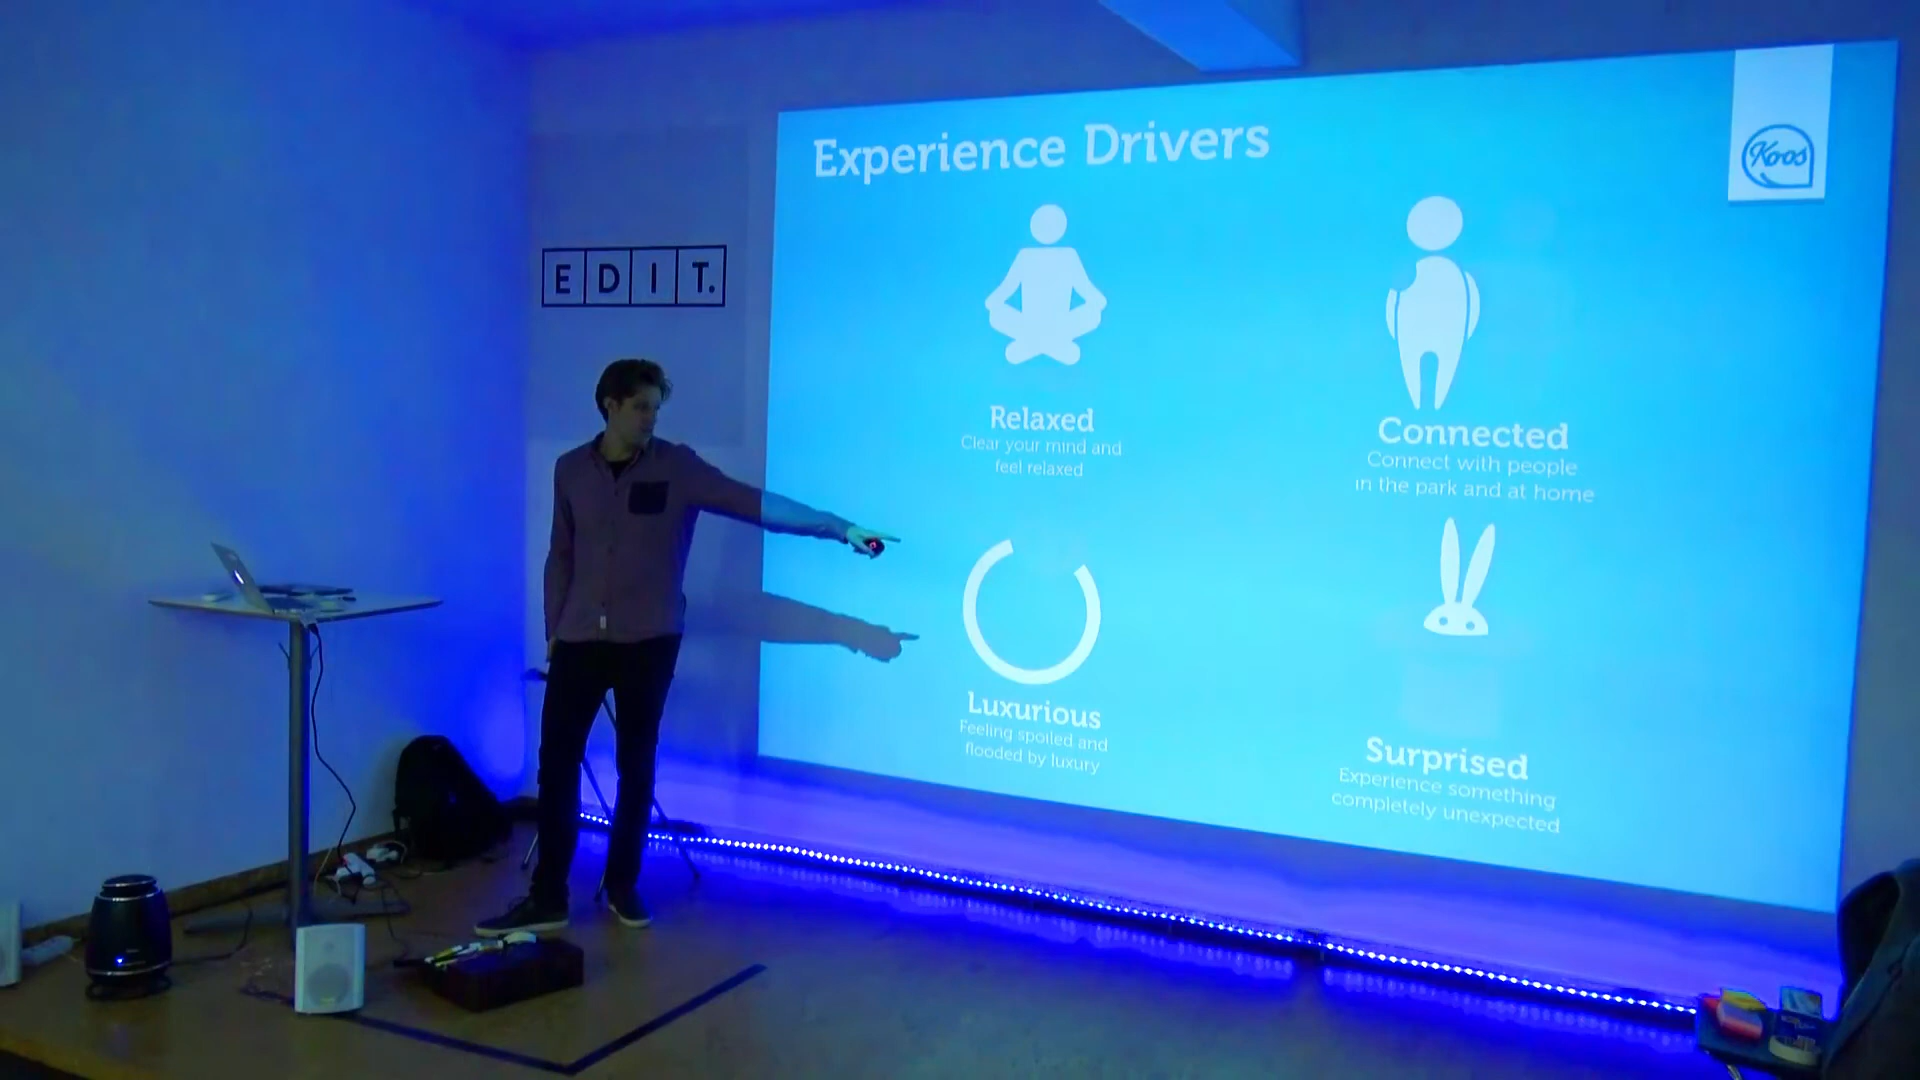 EDIT.
Experience Drivers
Koos
Relaxed
Clear your mind and
feel relaxed
Connected
Connect with people
in the park and at home
Luxurious
Feeling spoiled and
flooded by luxury
Surprised
Experience something
completely unexpected